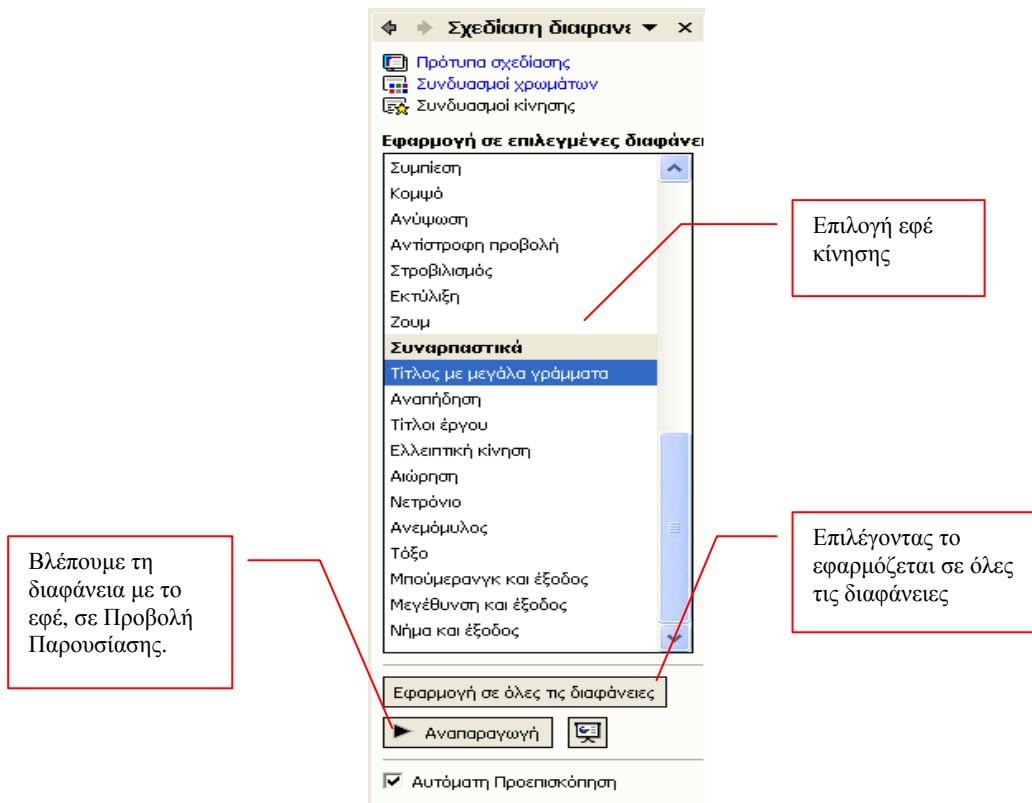 Σχεδίαση διαφανε
Πρότυπα σχεδίασης
Συνδυασμοί χρωμάτων
Συνδυασμοί κίνησης
Εφαρμογή σε επιλεγμένες διαφάνει
Συμπίεση
Κομψό
Ανύψωση
Αντίστροφη προβολή
Στροβιλισμός
Εκτύλιξη
Ζουμ
Συναρπαστικά
Τίτλος με μεγάλα γράμματα
Αναπήδηση
Τίτλοι έργου
Ελλειπτική κίνηση
Αιώρηση
Νετρόνιο
Ανεμόμυλος
Τόξο
Μπούμερανγκ και έξοδος
Μεγέθυνση και έξοδος
Νήμα και έξοδος
Εφαρμογή σε όλες τις διαφάνειες
Αναπαραγωγή
Αυτόματη Προεπισκόπηση
Επιλογή εφέ
κίνησης
Επιλέγοντας το
εφαρμόζεται σε όλες
τις διαφάνειες
Βλέπουμε τη
διαφάνεια με το
εφέ, σε Προβολή
Παρουσίασης.